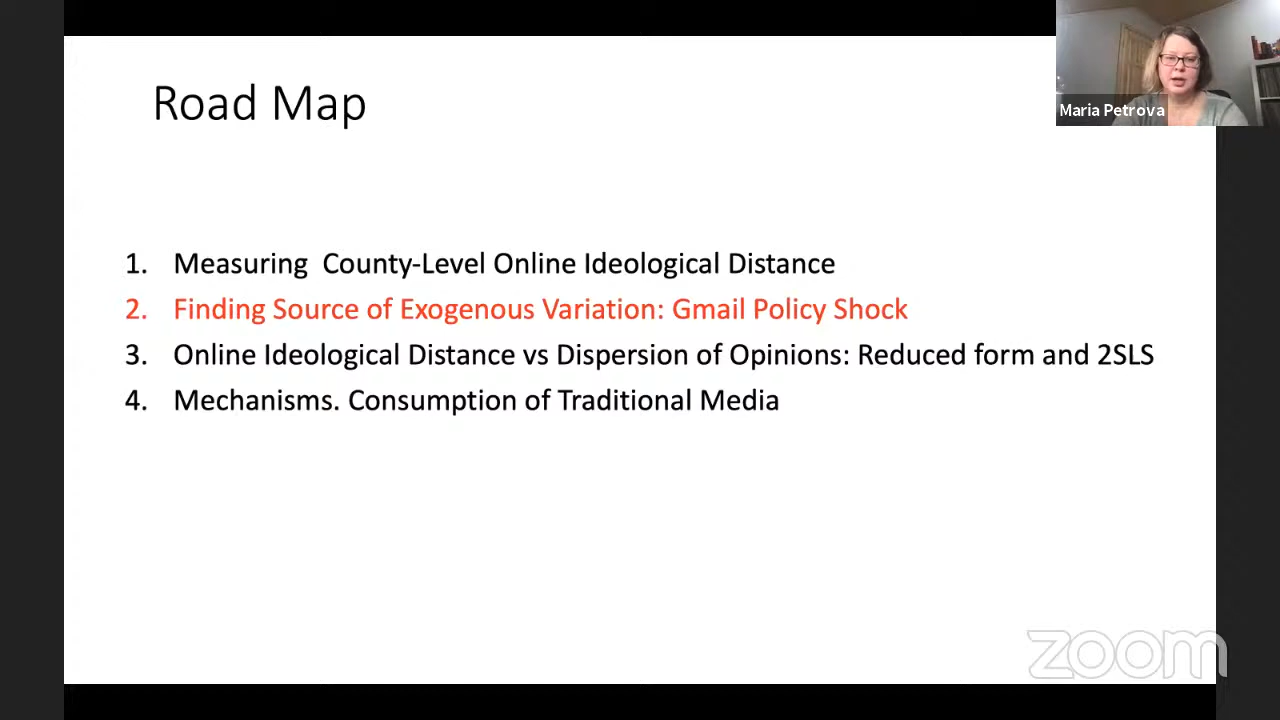 Road Map
Maria Petrova
1. Measuring County-Level Online Ideological Distance
2. Finding Source of Exogenous Variation: Gmail Policy Shock
3. Online Ideological Distance vs Dispersion of Opinions: Reduced form and 2SLS
4. Mechanisms. Consumption of Traditional Media
zoom